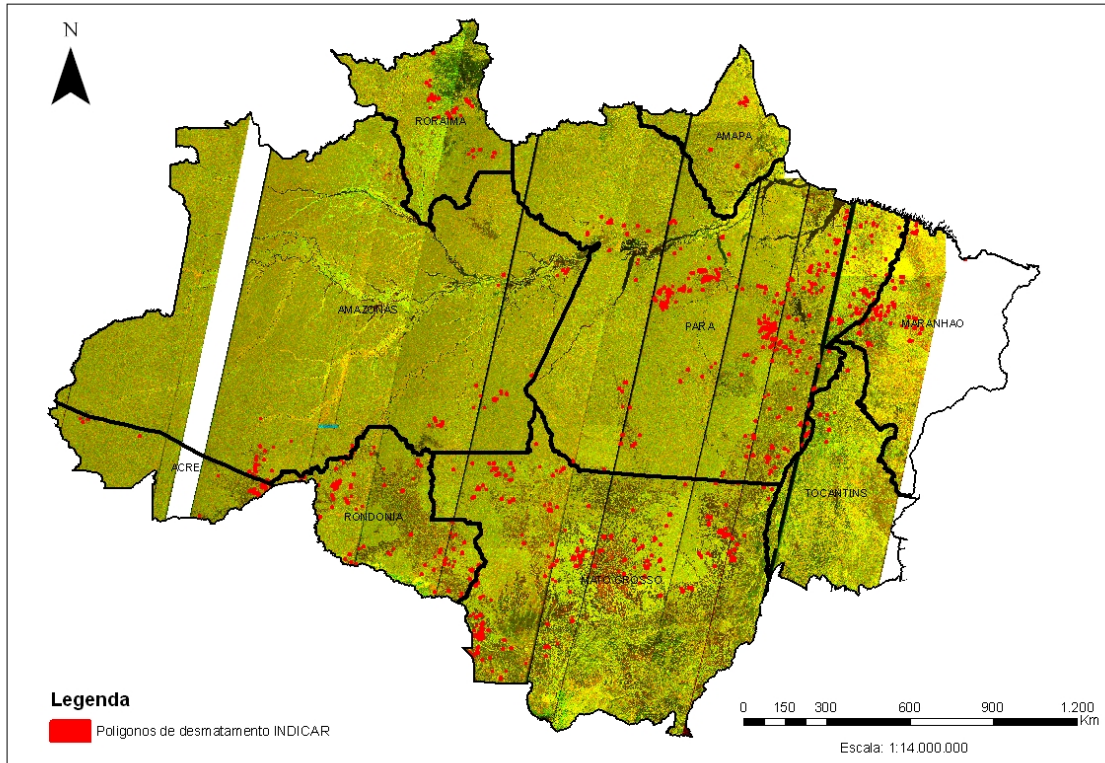 N
RORAIMA
AMAPA
AMAZONAS
PARA
MARANHAO
ACRE
TOCANTINS
RONDONIA
MATO GROSSO
Legenda
Polígonos de desmatamento INDICAR
0 150 300 600 900 1.200
Km
Escala: 1:14.000.000